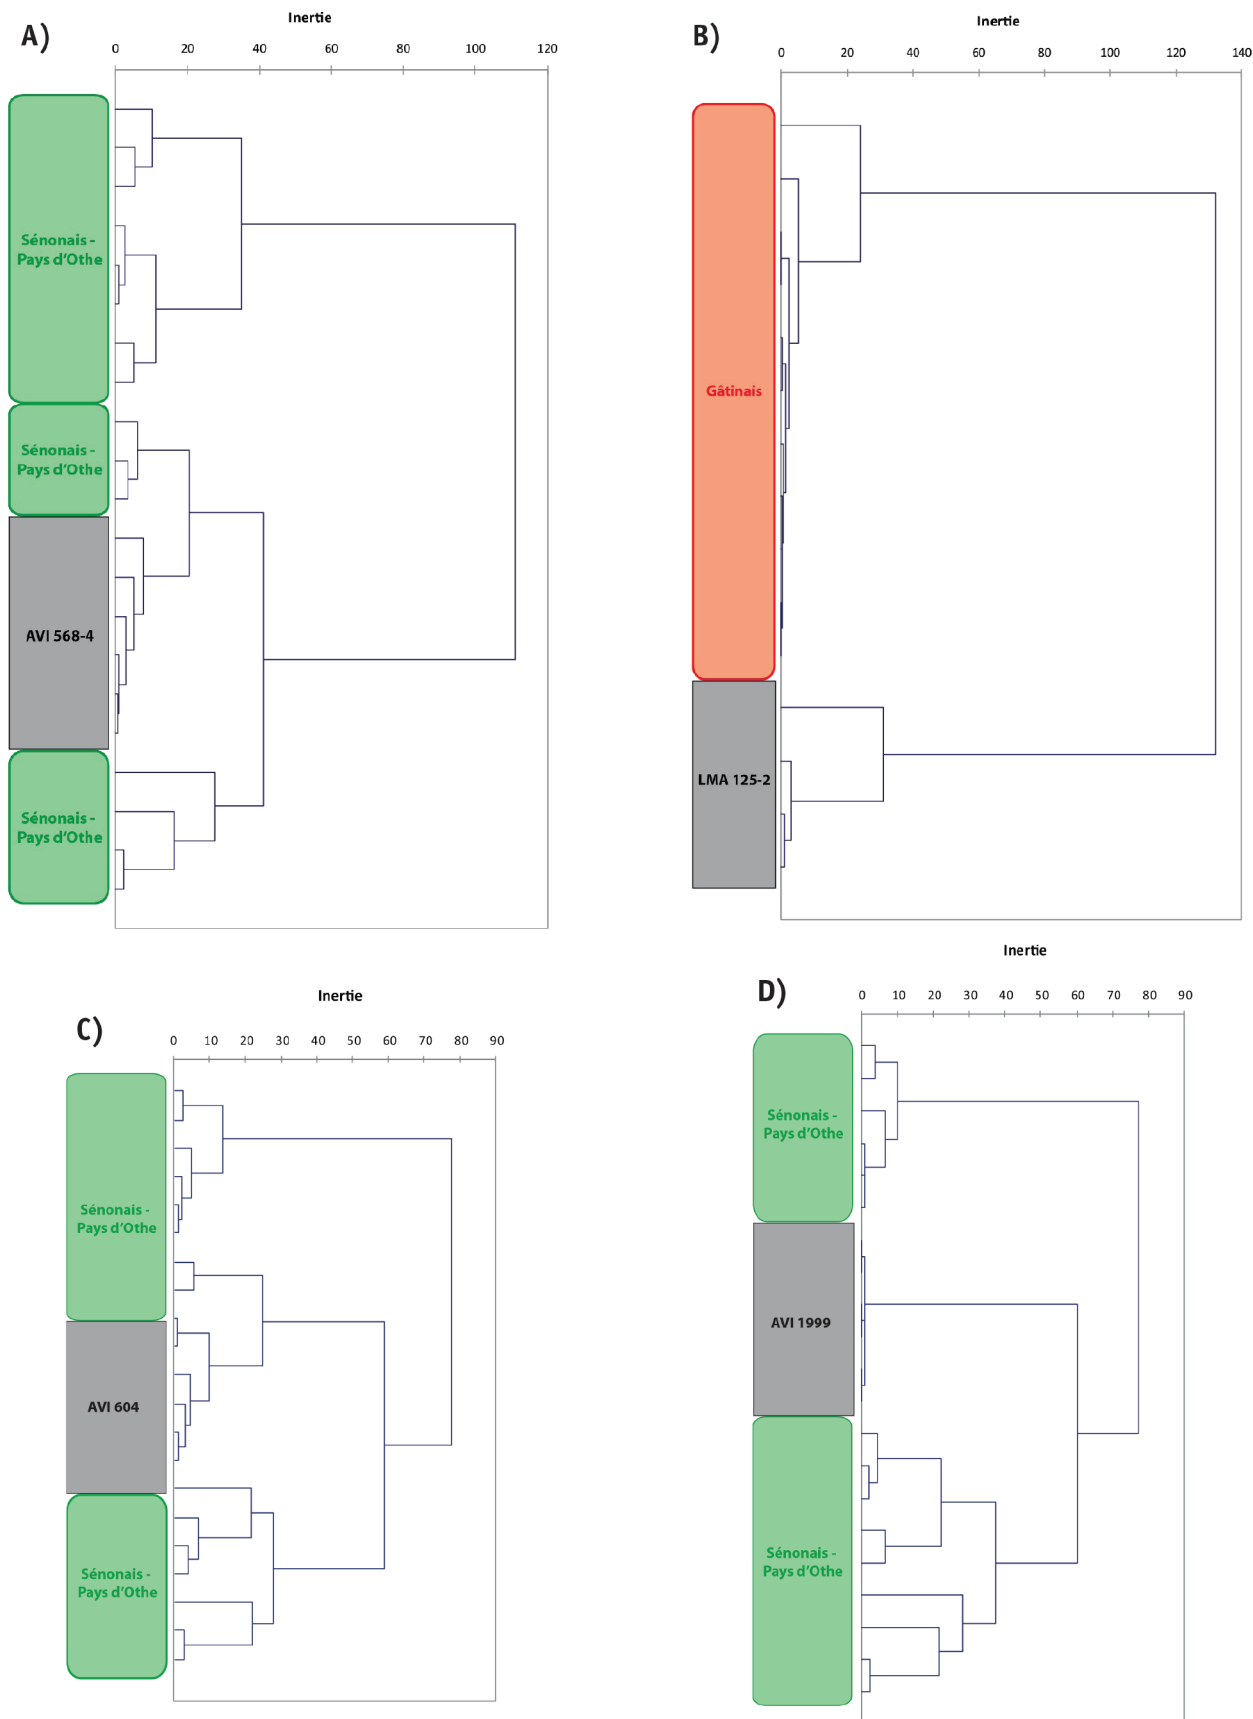 A)
Inertie
0 20 40 60 80 100 120
Sénonais -
Pays d'Othe
Sénonais -
Pays d'Othe
AVI 568-4
Sénonais -
Pays d'Othe
B)
Inertie
0 20 40 60 80 100 120 140
Gâtinais
LMA 125-2
C)
Inertie
0 10 20 30 40 50 60 70 80 90
Sénonais -
Pays d'Othe
AVI 604
Sénonais -
Pays d'Othe
D)
Inertie
0 10 20 30 40 50 60 70 80 90
Sénonais -
Pays d'Othe
AVI 1999
Sénonais -
Pays d'Othe